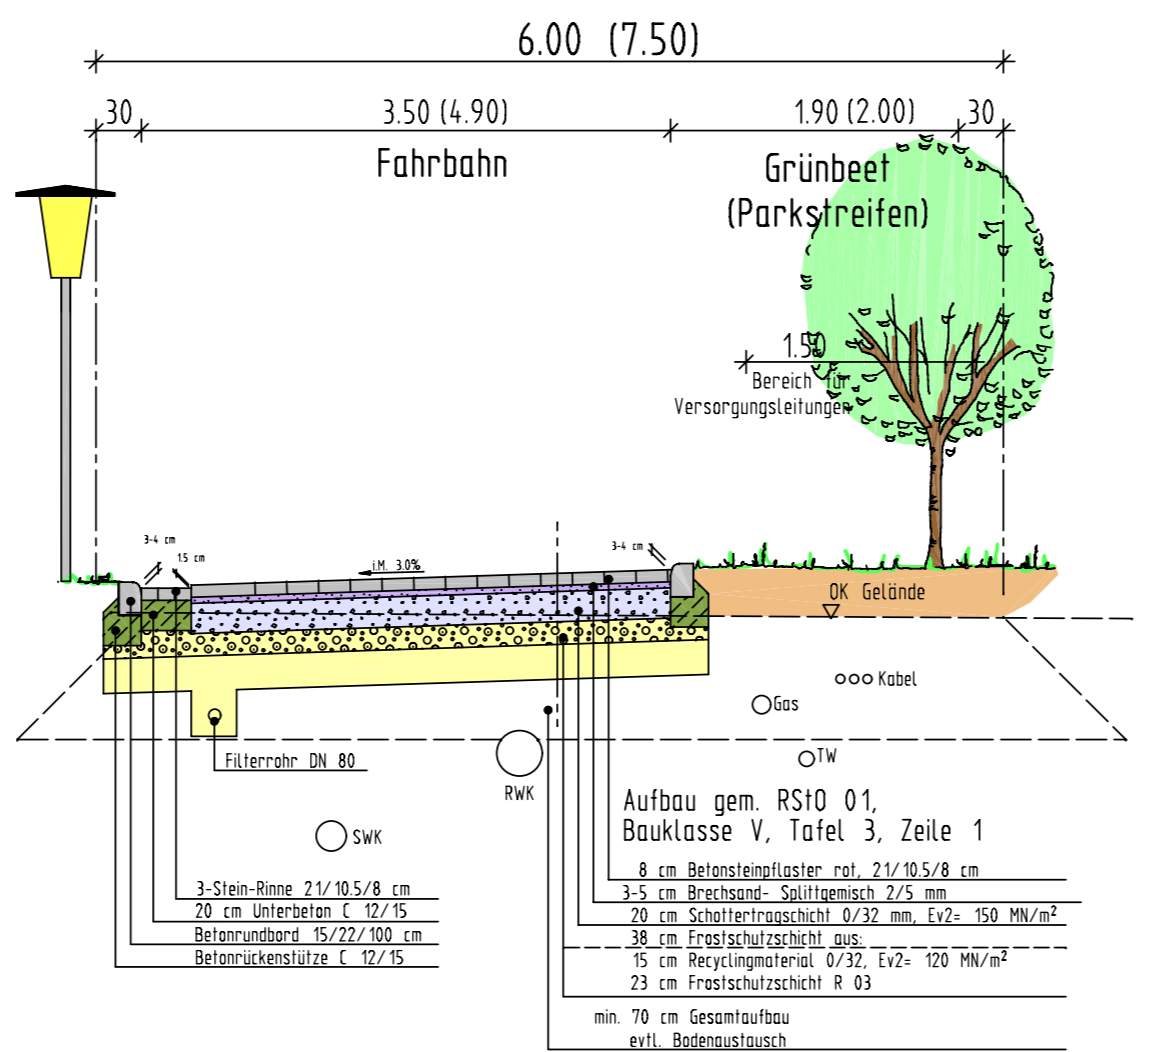 6.00 (7.50)
30 3.50 (4.90) 1.90 (2.00) 30
Fahrbahn
Grünbeet
(Parkstreifen)
1.50
Bereich für
Versorgungsleitungen
3-4 cm
1.5 cm
i.M. 3.0%
3-4 cm
OK Gelände
Kabel
Gas
TW
Filterrohr DN 80
RWK
SWK
Aufbau gem. RStO 01,
Bauklasse V, Tafel 3, Zeile 1
8 cm Betonsteinpflaster rot, 21/10.5/8 cm
3-5 cm Brechsand- Splittgemisch 2/5 mm
20 cm Schottertragschicht 0/32 mm, Ev2= 150 MN/m²
38 cm Frostschutzschicht aus:
15 cm Recyclingmaterial 0/32, Ev2= 120 MN/m²
23 cm Frostschutzschicht R 03
min. 70 cm Gesamtaufbau
evtl. Bodenaustausch
3-Stein-Rinne 21/10.5/8 cm
20 cm Unterbeton C 12/15
Betonrundbord 15/22/100 cm
Betonrückenstütze C 12/15